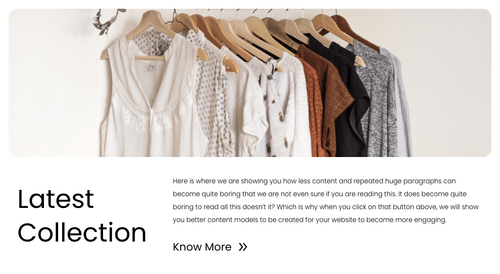 Latest
Collection
Here is where we are showing you how less content and repeated huge paragraphs can
become quite boring that we are not even sure if you are reading this. It does become quite
boring to read all this doesn't it? Which is why when you click on that button above, we will show
you better content models to be created for your website to become more engaging.
Know More